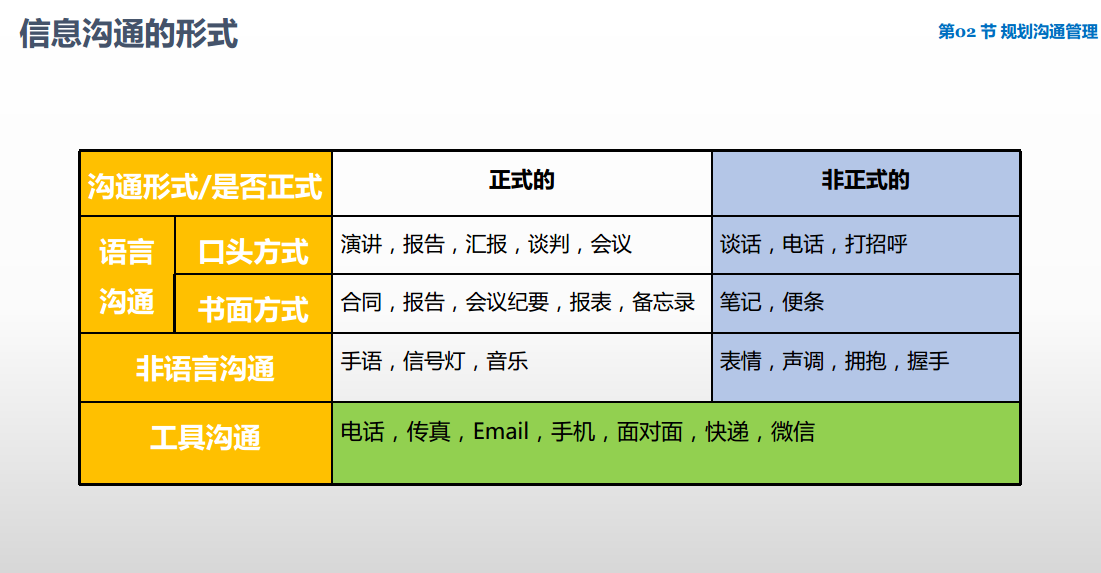 信息沟通的形式
第02 节 规划沟通管理
沟通形式/是否正式
正式的
非正式的
语言
沟通
口头方式
演讲，报告，汇报，谈判，会议
谈话，电话，打招呼
书面方式
合同，报告，会议纪要，报表，备忘录
笔记，便条
非语言沟通
手语，信号灯，音乐
表情，声调，拥抱，握手
工具沟通
电话，传真，Email，手机，面对面，快递，微信